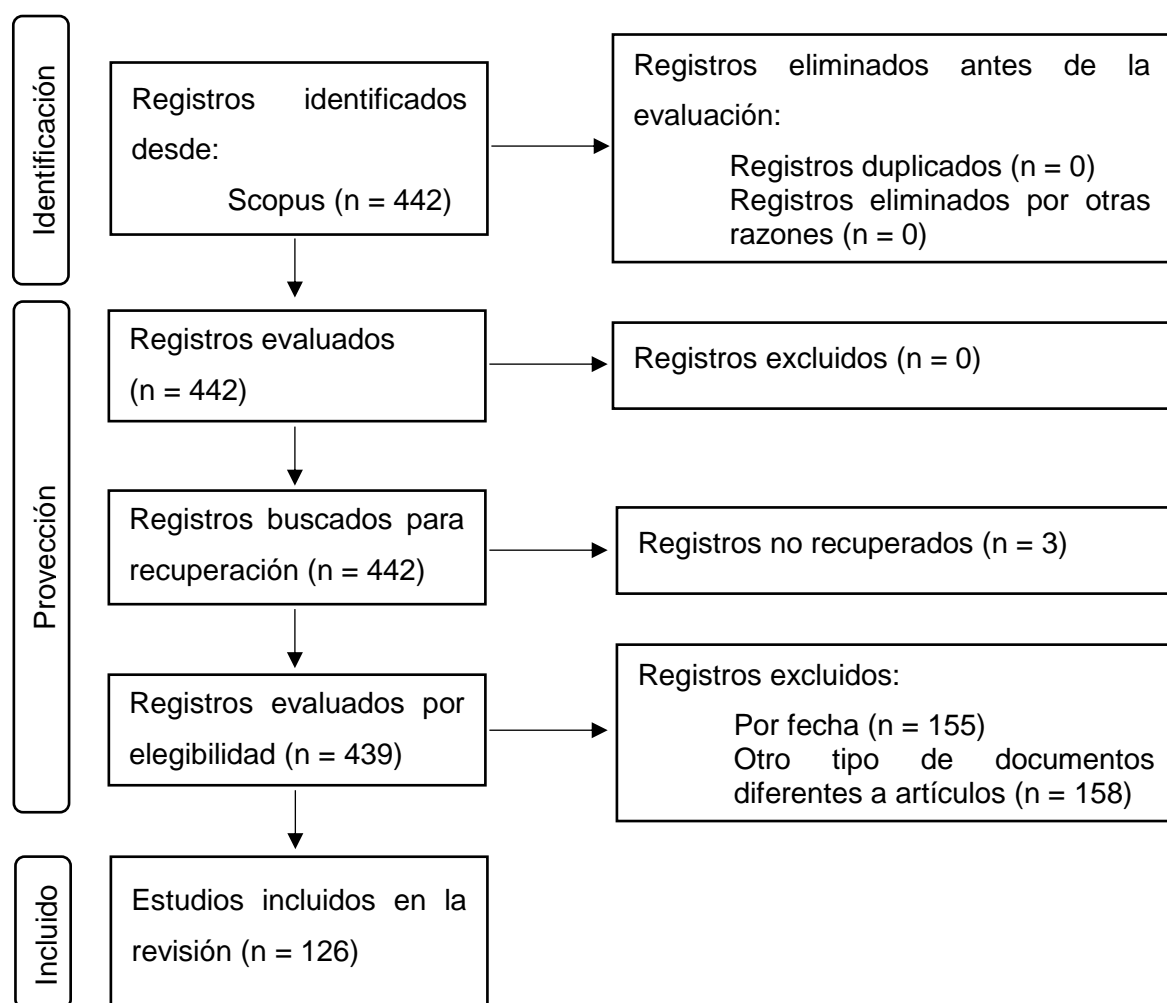 Identificación
Registros identificados
desde:
Scopus (n = 442)
Registros eliminados antes de la
evaluación:
Registros duplicados (n = 0)
Registros eliminados por otras
razones (n = 0)
Proyección
Registros evaluados
(n = 442)
Registros excluidos (n = 0)
Registros buscados para
recuperación (n = 442)
Registros no recuperados (n = 3)
Registros evaluados por
elegibilidad (n = 439)
Registros excluidos:
Por fecha (n = 155)
Otro tipo de documentos
diferentes a artículos (n = 158)
Incluido
Estudios incluidos en la
revisión (n = 126)